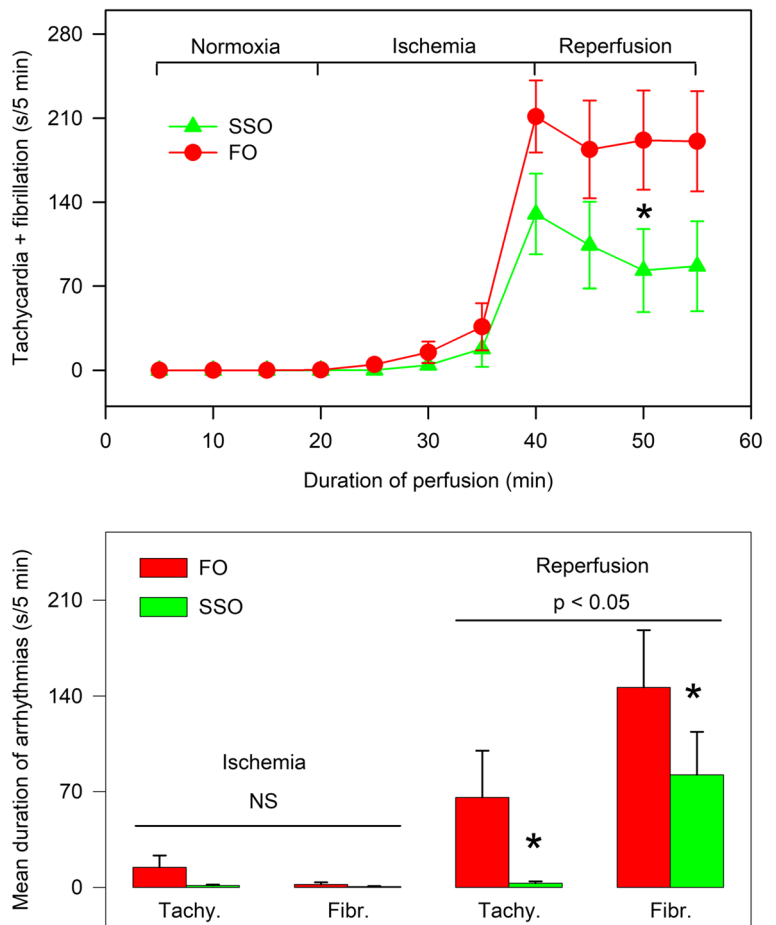 Tachycardia + fibrillation (s/5 min)
280
210
140
70
0
Normoxia Ischemia Reperfusion
SSO
FO
*
0 10 20 30 40 50 60
Duration of perfusion (min)
Mean duration of arrhythmias (s/5 min)
210
140
70
0
FO
SSO
Reperfusion
p < 0.05
Ischemia
NS
*
*
Tachy. Fibr. Tachy. Fibr.